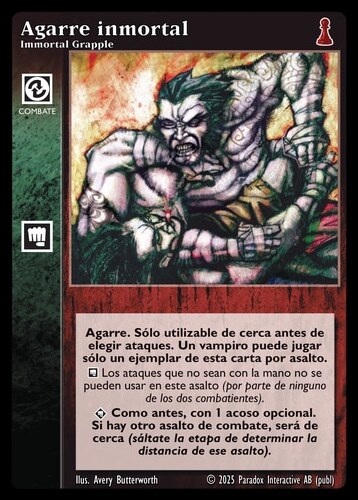 Agarre inmortal
Immortal Grapple
COMBATE
Agarre. Sólo utilizable de cerca antes de
elegir ataques. Un vampiro puede jugar
sólo un ejemplar de esta carta por asalto.
Los ataques que no sean con la mano no se
pueden usar en este asalto (por parte de ninguno
de los dos combatientes).
Como antes, con 1 acoso opcional.
Si hay otro asalto de combate, será de
cerca (sáltate la etapa de determinar la
distancia de ese asalto).
Ilus. Avery Butterworth
© 2025 Paradox Interactive AB (publ)